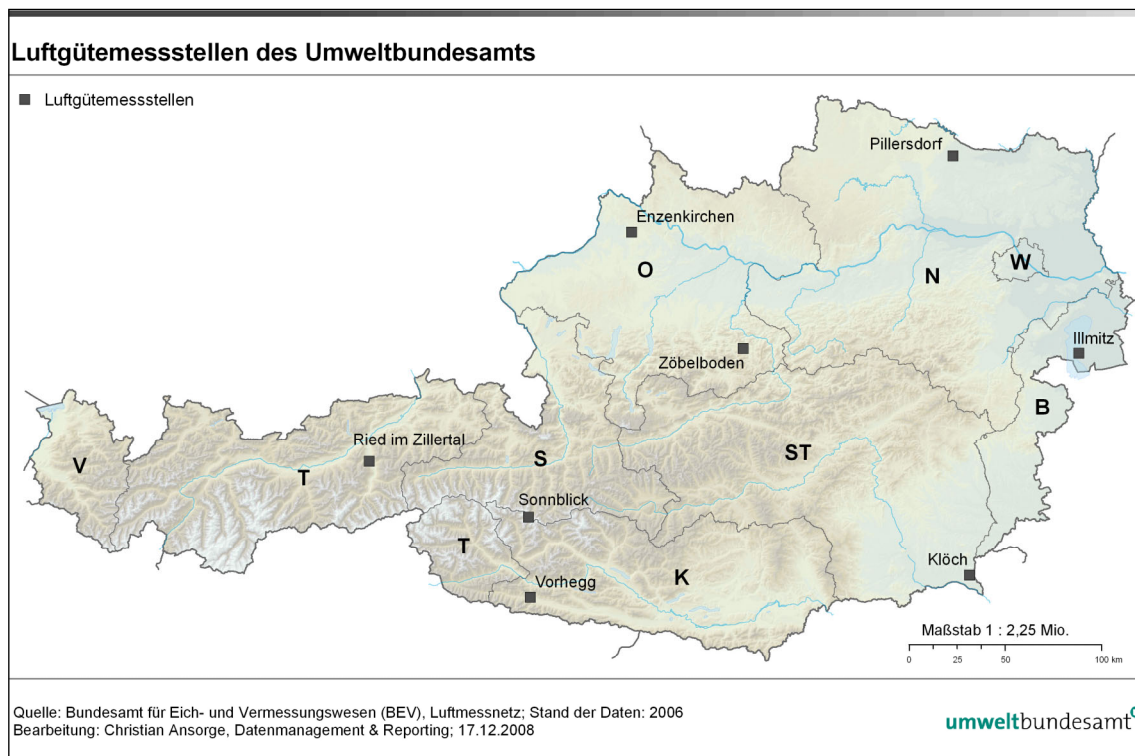 Luftgütemessstellen des Umweltbundesamts
Luftgütemessstellen
Pillersdorf
Enzenkirchen
O
N
W
Zöbelboden
Illmitz
B
V
Ried im Zillertal
T
S
ST
Sonnblick
T
K
Vorhegg
Klöch
Maßstab 1 : 2,25 Mio.
0 25 50 100 km
Quelle: Bundesamt für Eich- und Vermessungswesen (BEV), Luftmessnetz; Stand der Daten: 2006
Bearbeitung: Christian Ansorge, Datenmanagement & Reporting; 17.12.2008
umweltbundesamt